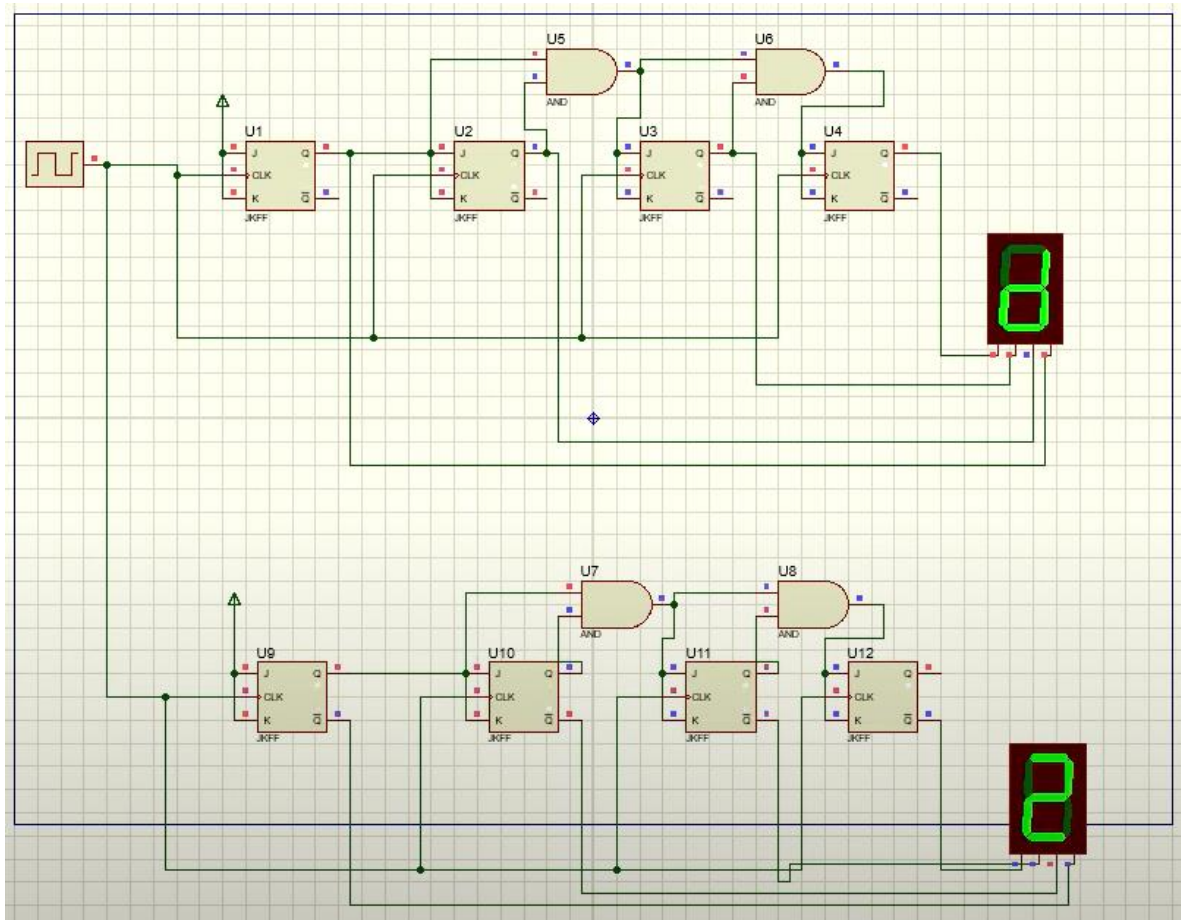 U5
U6
AND
AND
U1
U2
U3
U4
J Q
J Q
J Q
J Q
CLK
CLK
CLK
CLK
K Q̅
K Q̅
K Q̅
K Q̅
JKFF
JKFF
JKFF
JKFF
d
U7
U8
AND
AND
U9
U10
U11
U12
J Q
J Q
J Q
J Q
CLK
CLK
CLK
CLK
K Q̅
K Q̅
K Q̅
K Q̅
JKFF
JKFF
JKFF
JKFF
2